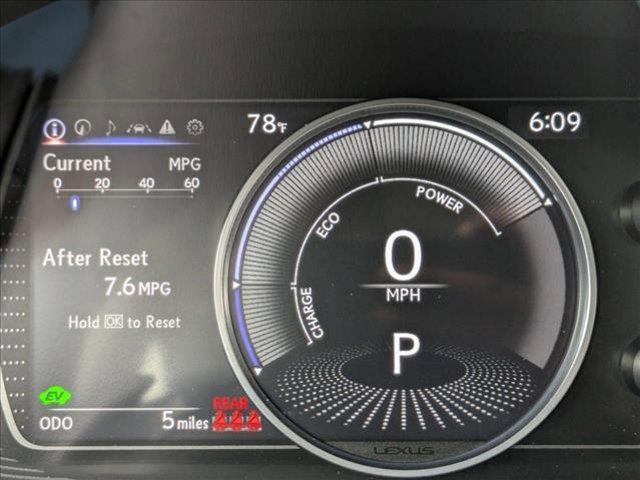 78°F
6:09
Current MPG
0 20 40 60
After Reset
7.6 MPG
Hold OK to Reset
EV
ODO 5 miles
REAR
ECO
POWER
CHARGE
0
MPH
P
LEXUS